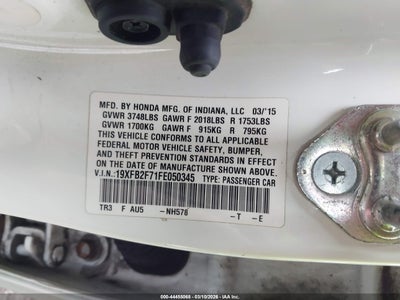 MFD. BY HONDA MFG. OF INDIANA, LLC 03/'15
GVWR 3748LBS GAWR F 2018LBS R 1753LBS
GVWR 1700KG GAWR F 915KG R 795KG
THIS VEHICLE CONFORMS TO ALL APPLICABLE
FEDERAL MOTOR VEHICLE SAFETY, BUMPER,
AND THEFT PREVENTION STANDARDS IN EFFECT
ON THE DATE OF MANUFACTURE SHOWN ABOVE.
V.I.N.: 19XFB2F71FE050345 TYPE: PASSENGER CAR
TR3 F AU5 -NH578 -T -E
000-44455068 - 03/10/2026 - IAAI